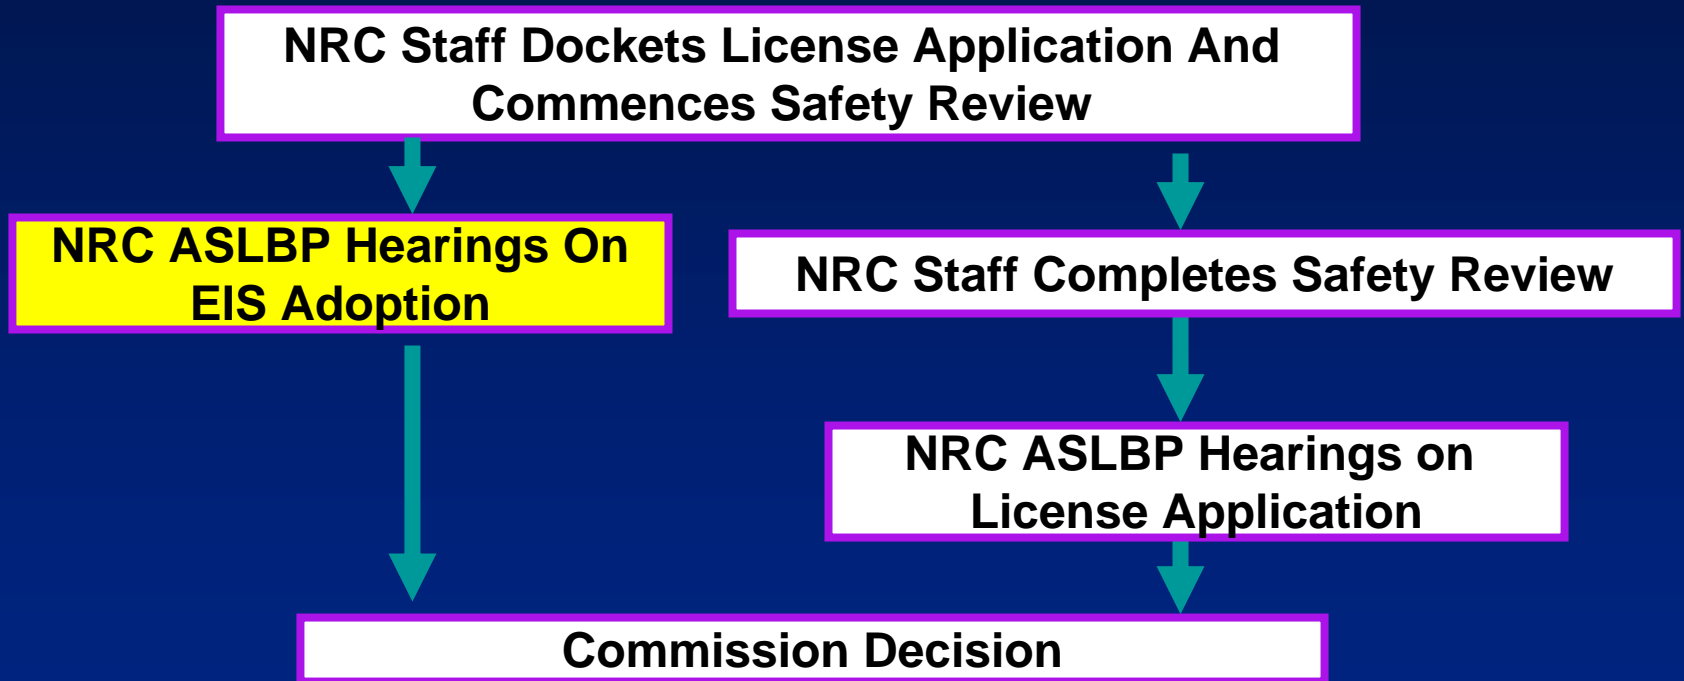 NRC Staff Dockets License Application And
Commences Safety Review
NRC ASLBP Hearings On
EIS Adoption
NRC Staff Completes Safety Review
NRC ASLBP Hearings on
License Application
Commission Decision